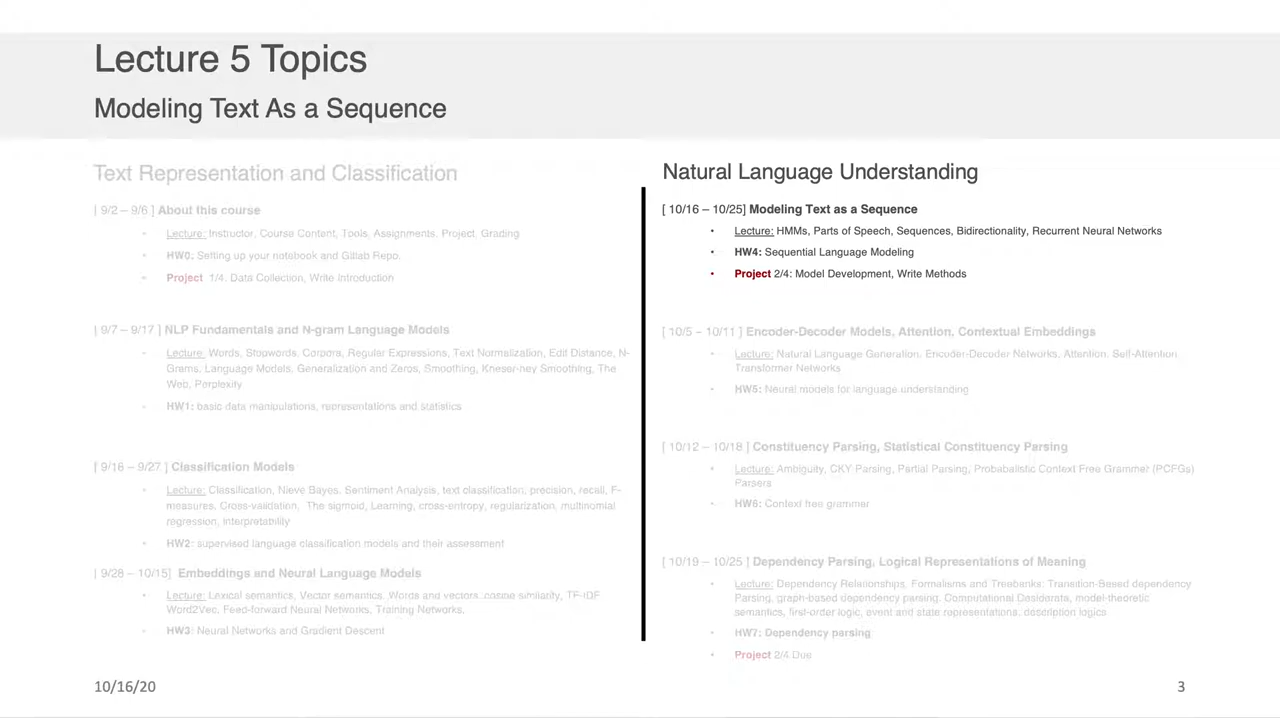 Lecture 5 Topics
Modeling Text As a Sequence
Text Representation and Classification
[ 9/2 – 9/6 ] About this course
• Lecture: Instructor, Course Content, Tools, Assignments, Project, Grading
• HW0: Setting up your notebook and Gitlab Repo.
• Project 1/4: Data Collection, Write Introduction
[ 9/7 – 9/17 ] NLP Fundamentals and N-gram Language Models
• Lecture: Words, Stopwords, Corpora, Regular Expressions, Text Normalization, Edit Distance, N-
Grams, Language Models, Generalization and Zeros, Smoothing, Kneser-ney Smoothing, The
Web, Perplexity
• HW1: basic data manipulations, representations and statistics
[ 9/16 – 9/27 ] Classification Models
• Lecture: Classification, Nieve Bayes, Sentiment Analysis, text classification, precision, recall, F-
measures, Cross-validation, The sigmoid, Learning, cross-entropy, regularization, multinomial
regression, interpretability
• HW2: supervised language classification models and their assessment
[ 9/28 – 10/15] Embeddings and Neural Language Models
• Lecture: Lexical semantics, Vector semantics, Words and vectors, cosine similarity, TF-IDF
Word2Vec, Feed-forward Neural Networks, Training Networks,
• HW3: Neural Networks and Gradient Descent
Natural Language Understanding
[ 10/16 – 10/25] Modeling Text as a Sequence
• Lecture: HMMs, Parts of Speech, Sequences, Bidirectionality, Recurrent Neural Networks
• HW4: Sequential Language Modeling
• Project 2/4: Model Development, Write Methods
[ 10/5 – 10/11 ] Encoder-Decoder Models, Attention, Contextual Embeddings
• Lecture: Natural Language Generation, Encoder-Decoder Networks, Attention, Self-Attention
Transformer Networks
• HW5: Neural models for language understanding
[ 10/12 – 10/18 ] Constituency Parsing, Statistical Constituency Parsing
• Lecture: Ambiguity, CKY Parsing, Partial Parsing, Probabalistic Context Free Grammer (PCFGs)
Parsers
• HW6: Context free grammer
[ 10/19 – 10/25 ] Dependency Parsing, Logical Representations of Meaning
• Lecture: Dependency Relationships, Formalisms and Treebanks: Transition-Based dependency
Parsing, graph-based dependency parsing. Computational Desiderata, model-theoretic
semantics, first-order logic, event and state representations, description logics
• HW7: Dependency parsing
• Project 2/4 Due
10/16/20
3